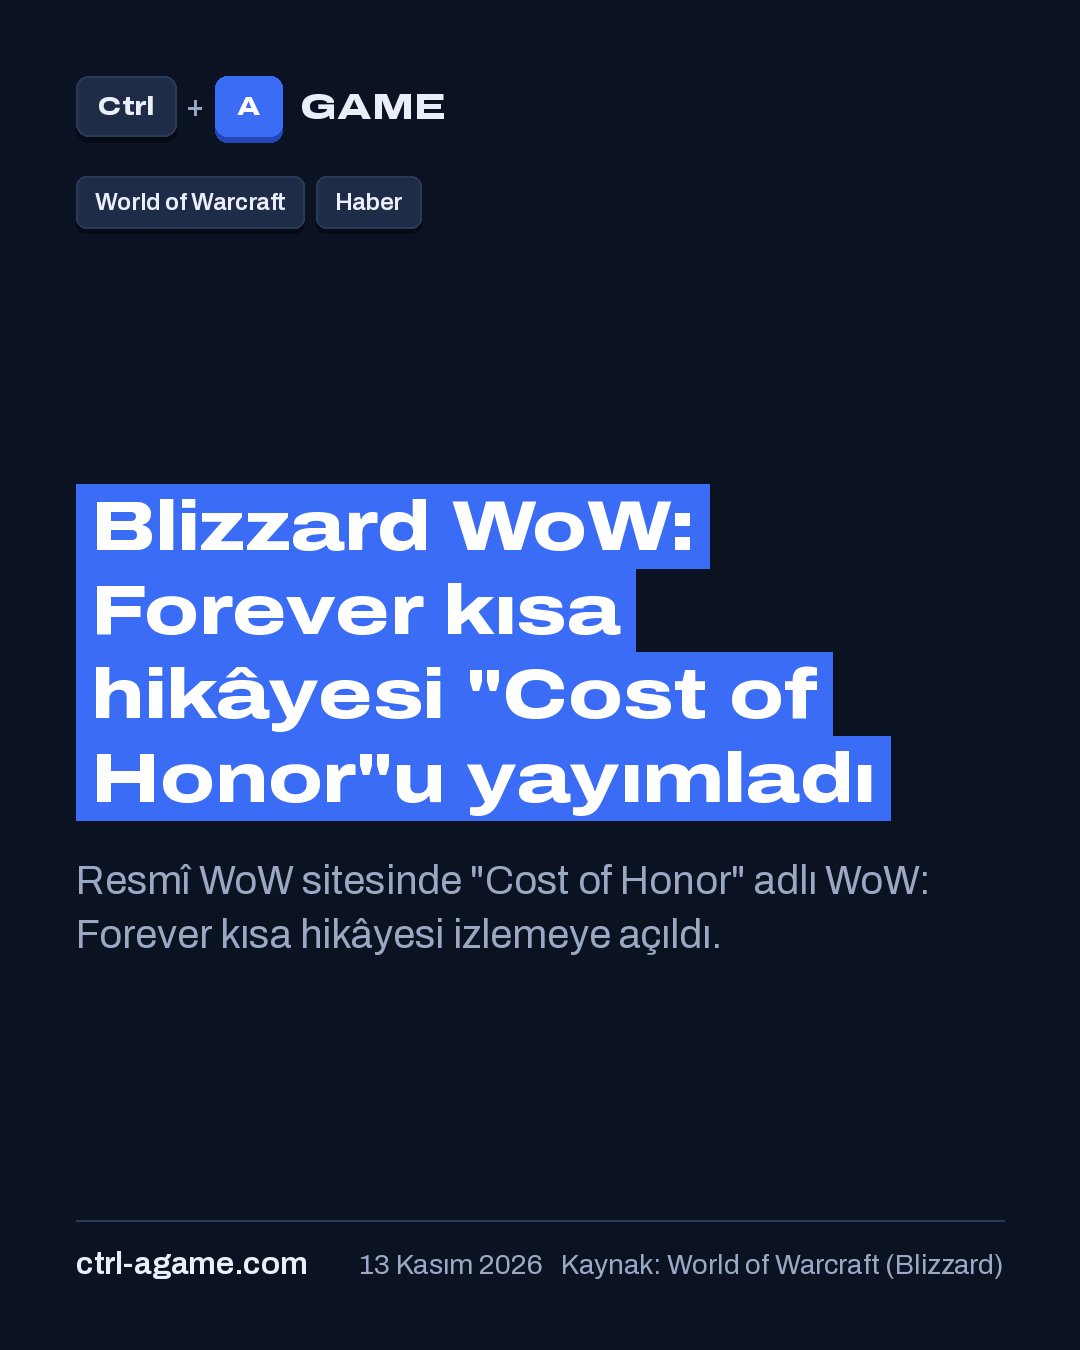 Ctrl + A GAME
World of Warcraft Haber
Blizzard WoW:
Forever kısa
hikâyesi "Cost of
Honor"u yayımladı
Resmî WoW sitesinde "Cost of Honor" adlı WoW:
Forever kısa hikâyesi izlemeye açıldı.
ctrl-agame.com 13 Kasım 2026 Kaynak: World of Warcraft (Blizzard)